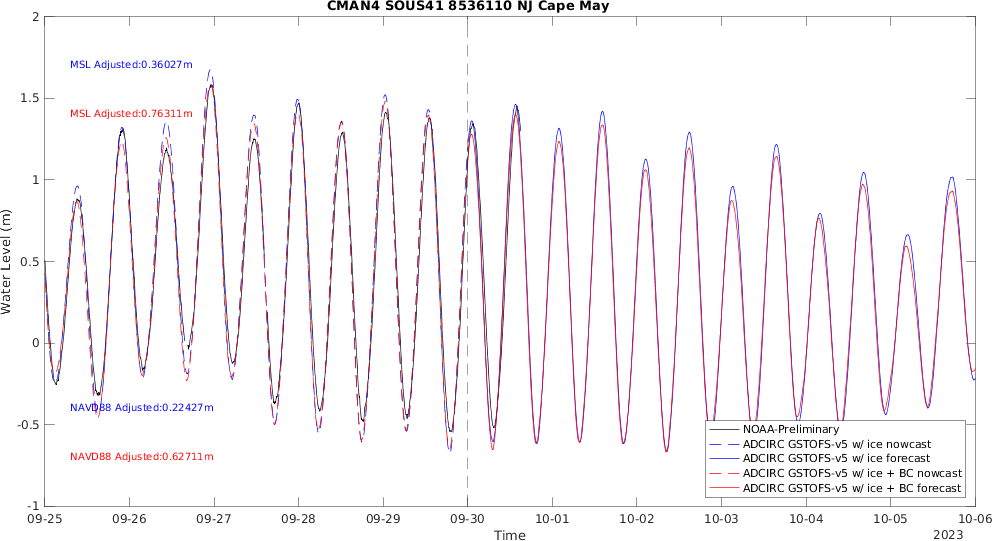 CMAN4 SOUS41 8536110 NJ Cape May
2
MSL Adjusted:0.36027m
1.5
MSL Adjusted:0.76311m
1
0.5
Water Level (m)
0
NAVD88 Adjusted:0.22427m
-0.5
NAVD88 Adjusted:0.62711m
-1
NOAA-Preliminary
ADCIRC GSTOFS-v5 w/ ice nowcast
ADCIRC GSTOFS-v5 w/ ice forecast
ADCIRC GSTOFS-v5 w/ ice + BC nowcast
ADCIRC GSTOFS-v5 w/ ice + BC forecast
09-25 09-26 09-27 09-28 09-29 09-30 10-01 10-02 10-03 10-04 10-05 10-06
Time
2023